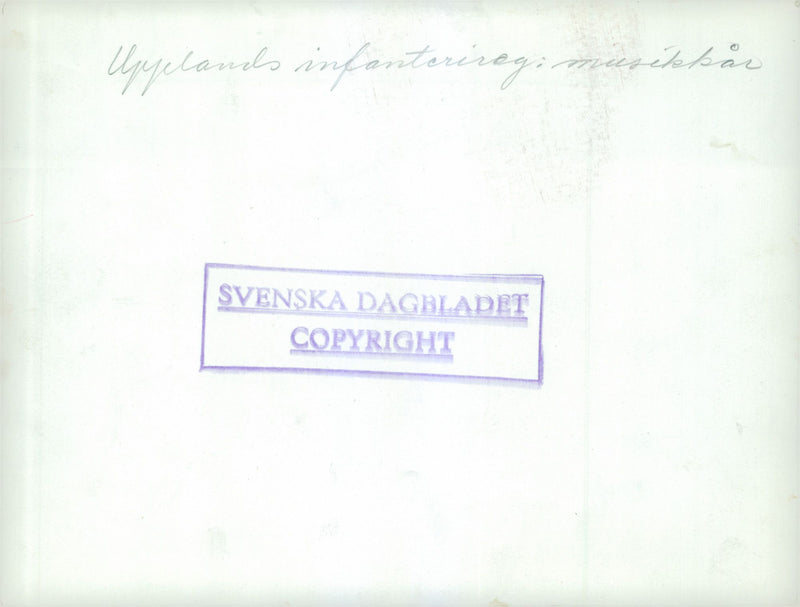 Upplands infanterireg: musikkår
SVENSKA DAGBLADET
COPYRIGHT